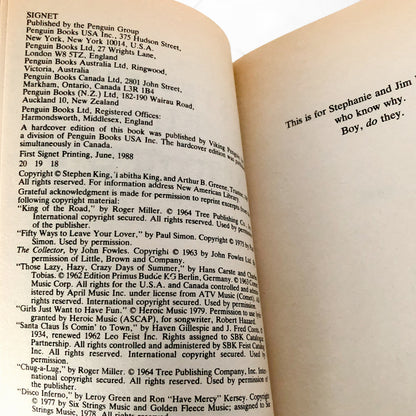 SIGNET
Published by the Penguin Group
Penguin Books USA Inc., 375 Hudson Street,
New York, New York 10014, U.S.A.
Penguin Books Ltd, 27 Wrights Lane,
London W8 5TZ, England
Penguin Books Australia Ltd, Ringwood,
Victoria, Australia
Penguin Books Canada Ltd, 2801 John Street,
Markham, Ontario, Canada L3R 1B4
Penguin Books (N.Z.) Ltd, 182-190 Wairau Road,
Auckland 10, New Zealand
Penguin Books Ltd, Registered Offices:
Harmondsworth, Middlesex, England
A hardcover edition of this book was published by Viking
a division of Penguin Books USA Inc. The hardcover edition was
simultaneously in Canada.
First Signet Printing, June, 1988
20 19 18
Copyright © Stephen King, Tabitha King, and Arthur B. Greene,
All rights reserved. For information address New American Library
Grateful acknowledgment is made for permission to reprint excerpts
following copyright material:
"King of the Road," by Roger Miller. © 1964 Tree Publishing Co.
International copyright secured. All rights reserved. Used by permission
of the publisher.
"Fifty Ways to Leave Your Lover," by Paul Simon. Copyright © 1975 by
Simon. Used by permission.
The Collector, by John Fowles. Copyright © 1963 by John Fowles Ltd.
permission of Little, Brown and Company.
"Those Lazy, Hazy, Crazy Days of Summer," by Hans Carste and Charles
Tobias. © 1962 Edition Primus Budde KG Berlin, Germany. © 1963 Comet
Music Corp. All rights for the U.S.A. and Canada controlled and
istered by April Music Inc. under license from ATV Music (Comet). All
rights reserved. International copyright secured. Used by permission.
"Girls Just Want to Have Fun." © Heroic Music 1979. Permission to use lyrics
granted by Heroic Music (ASCAP), for songwriter, Robert Hazard.
"Santa Claus Is Comin' to Town," by Haven Gillespie and J. Fred Coots, ©
1934, renewed 1962 Leo Feist Inc. Rights assigned to SBK Catalog
Partnership. All rights controlled and administered by SBK Feist Catalog
Inc. All rights reserved. International copyright secured. Used by
permission.
"Chug-a-Lug," by Roger Miller. © 1964 Tree Publishing Company, Inc. Inter-
national copyright secured. All rights reserved. Used by permission of the
publisher.
"Disco Inferno," by Leroy Green and Ron "Have Mercy" Kersey. Copyright
© 1977 by Six Strings Music and Golden Fleece Music; assigned to Six
Strings Music, 1978. All rights reserved.
This is for Stephanie and Jim
who know why.
Boy, do they.